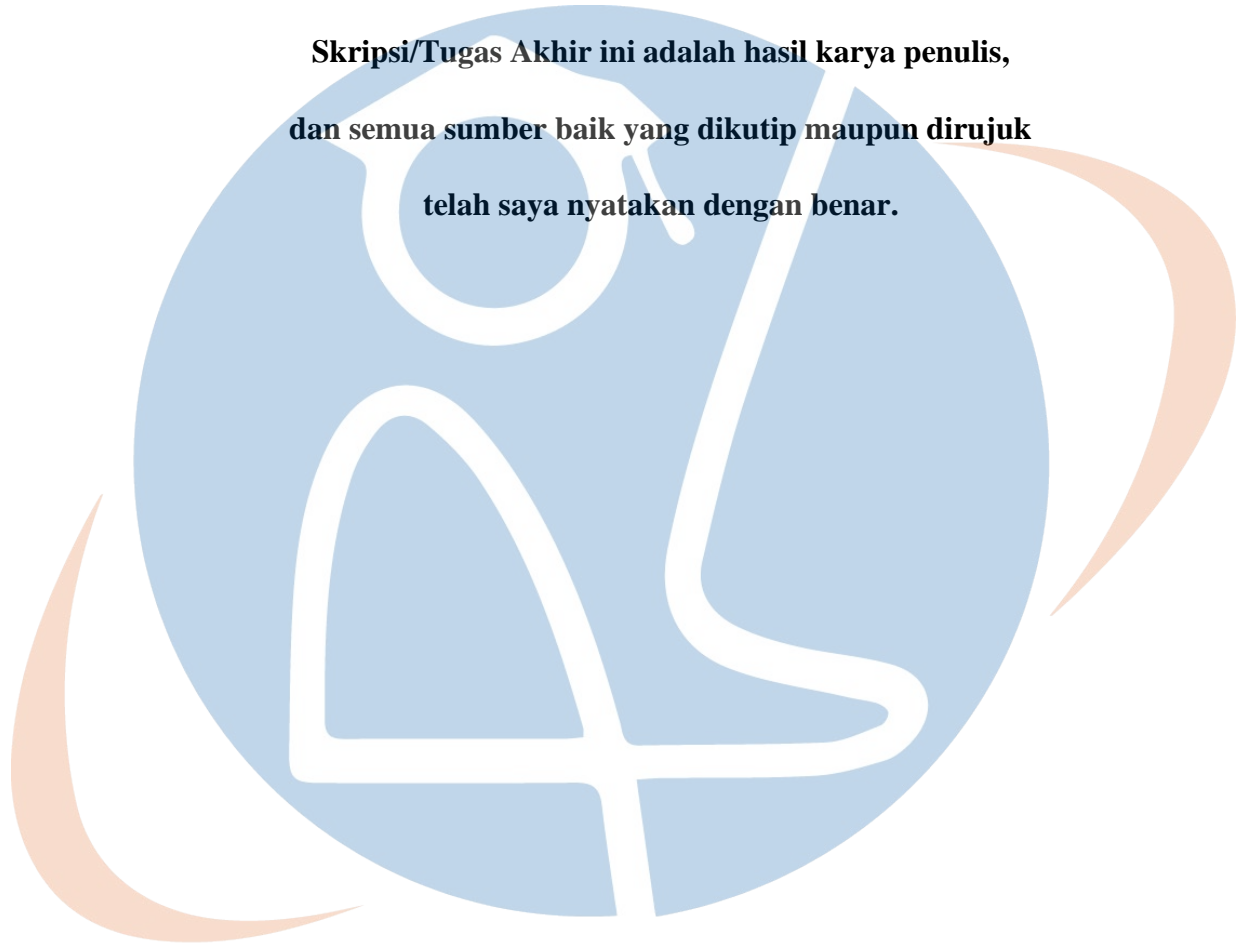 Skripsi/Tugas Akhir ini adalah hasil karya penulis,
dan semua sumber baik yang dikutip maupun dirujuk
telah saya nyatakan dengan benar.